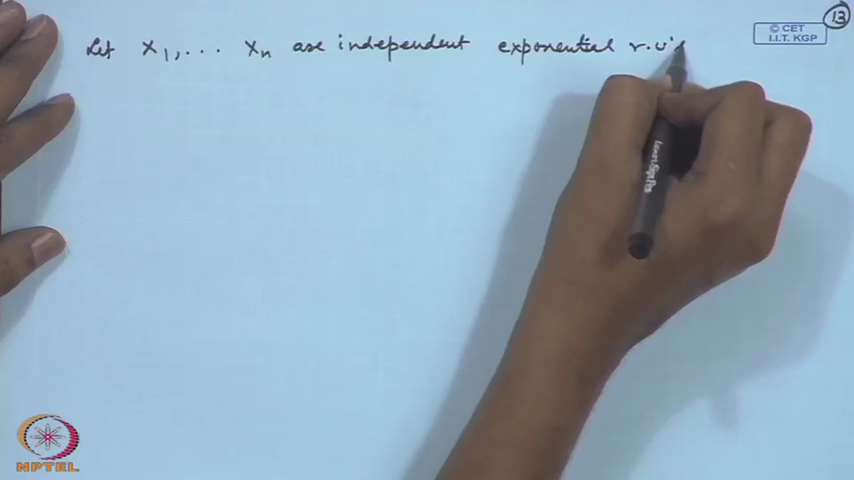 13
© CET
I.I.T. KGP
Let X1, ... Xn are independent exponential r.v's
NPTEL